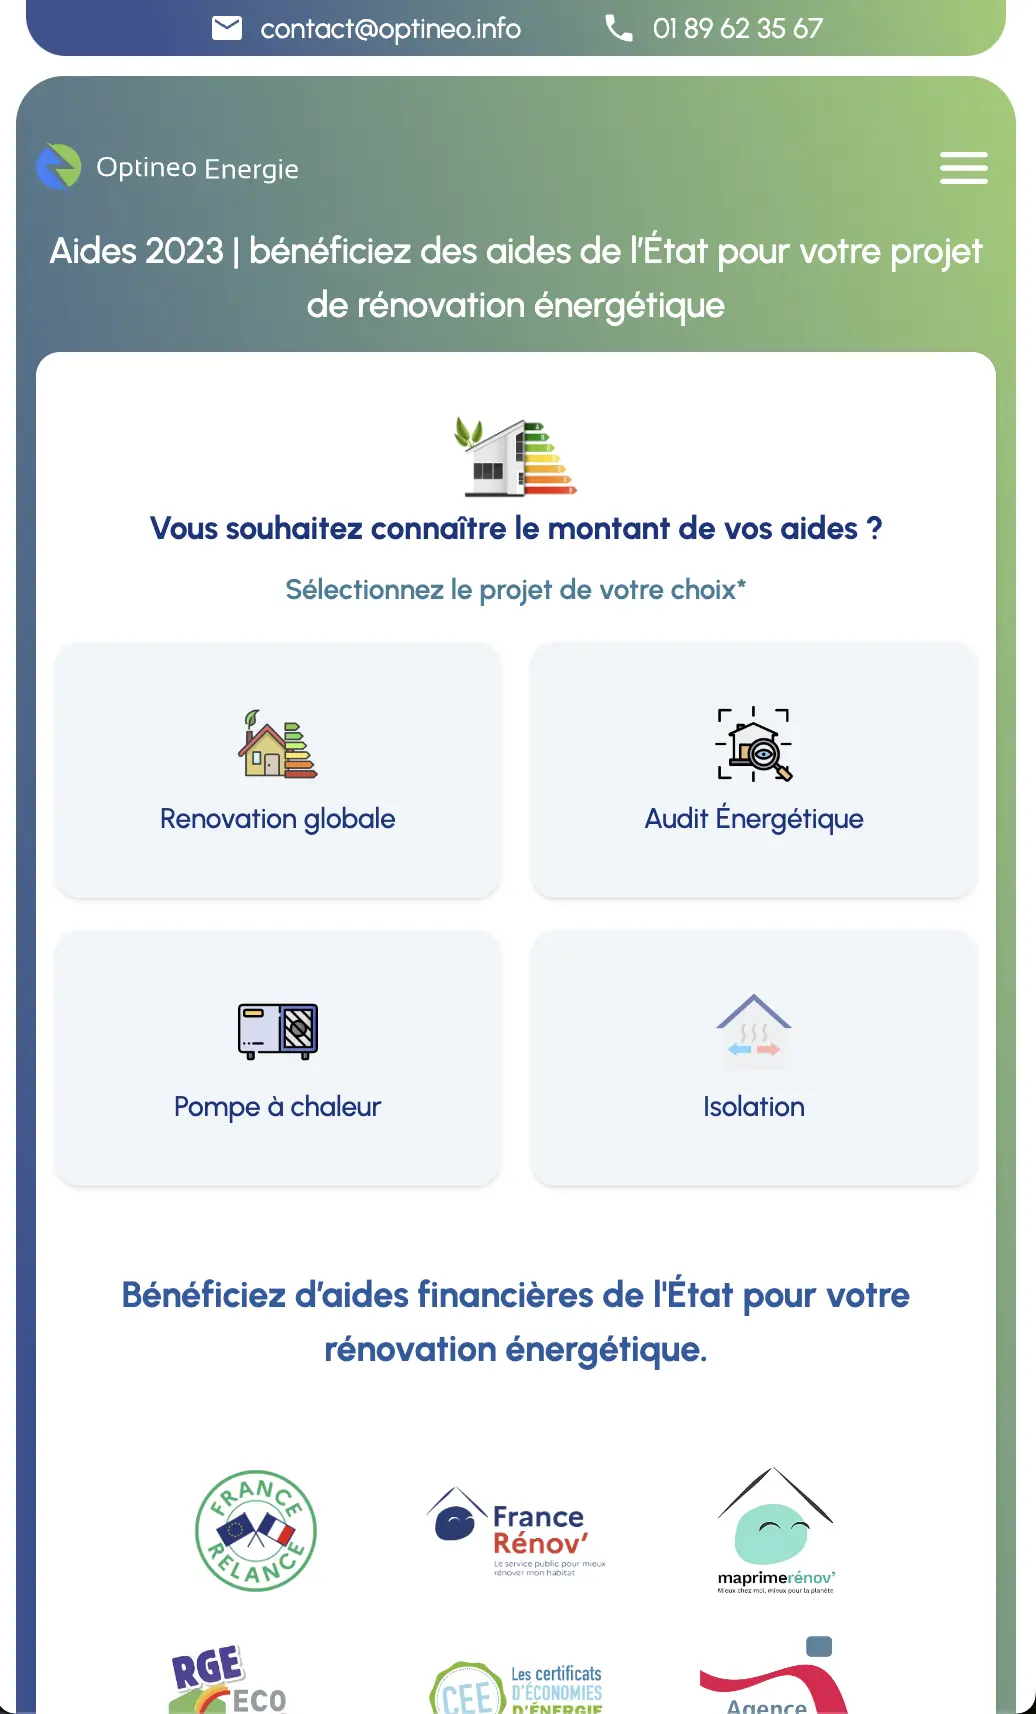 contact@optineo.info 01 89 62 35 67
Optineo Energie
Aides 2023 | bénéficiez des aides de l’État pour votre projet
de rénovation énergétique
Vous souhaitez connaître le montant de vos aides ?
Sélectionnez le projet de votre choix*
Renovation globale
Audit Énergétique
Pompe à chaleur
Isolation
Bénéficiez d’aides financières de l'État pour votre
rénovation énergétique.
FRANCE
RELANCE
France
Rénov’
Le service public pour mieux
rénover mon habitat
maprimerénov’
Mieux chez moi, mieux pour la planète
RGE
ECO
CEE
Les certificats
D'ÉCONOMIES
D'ÉNERGIE
Agence